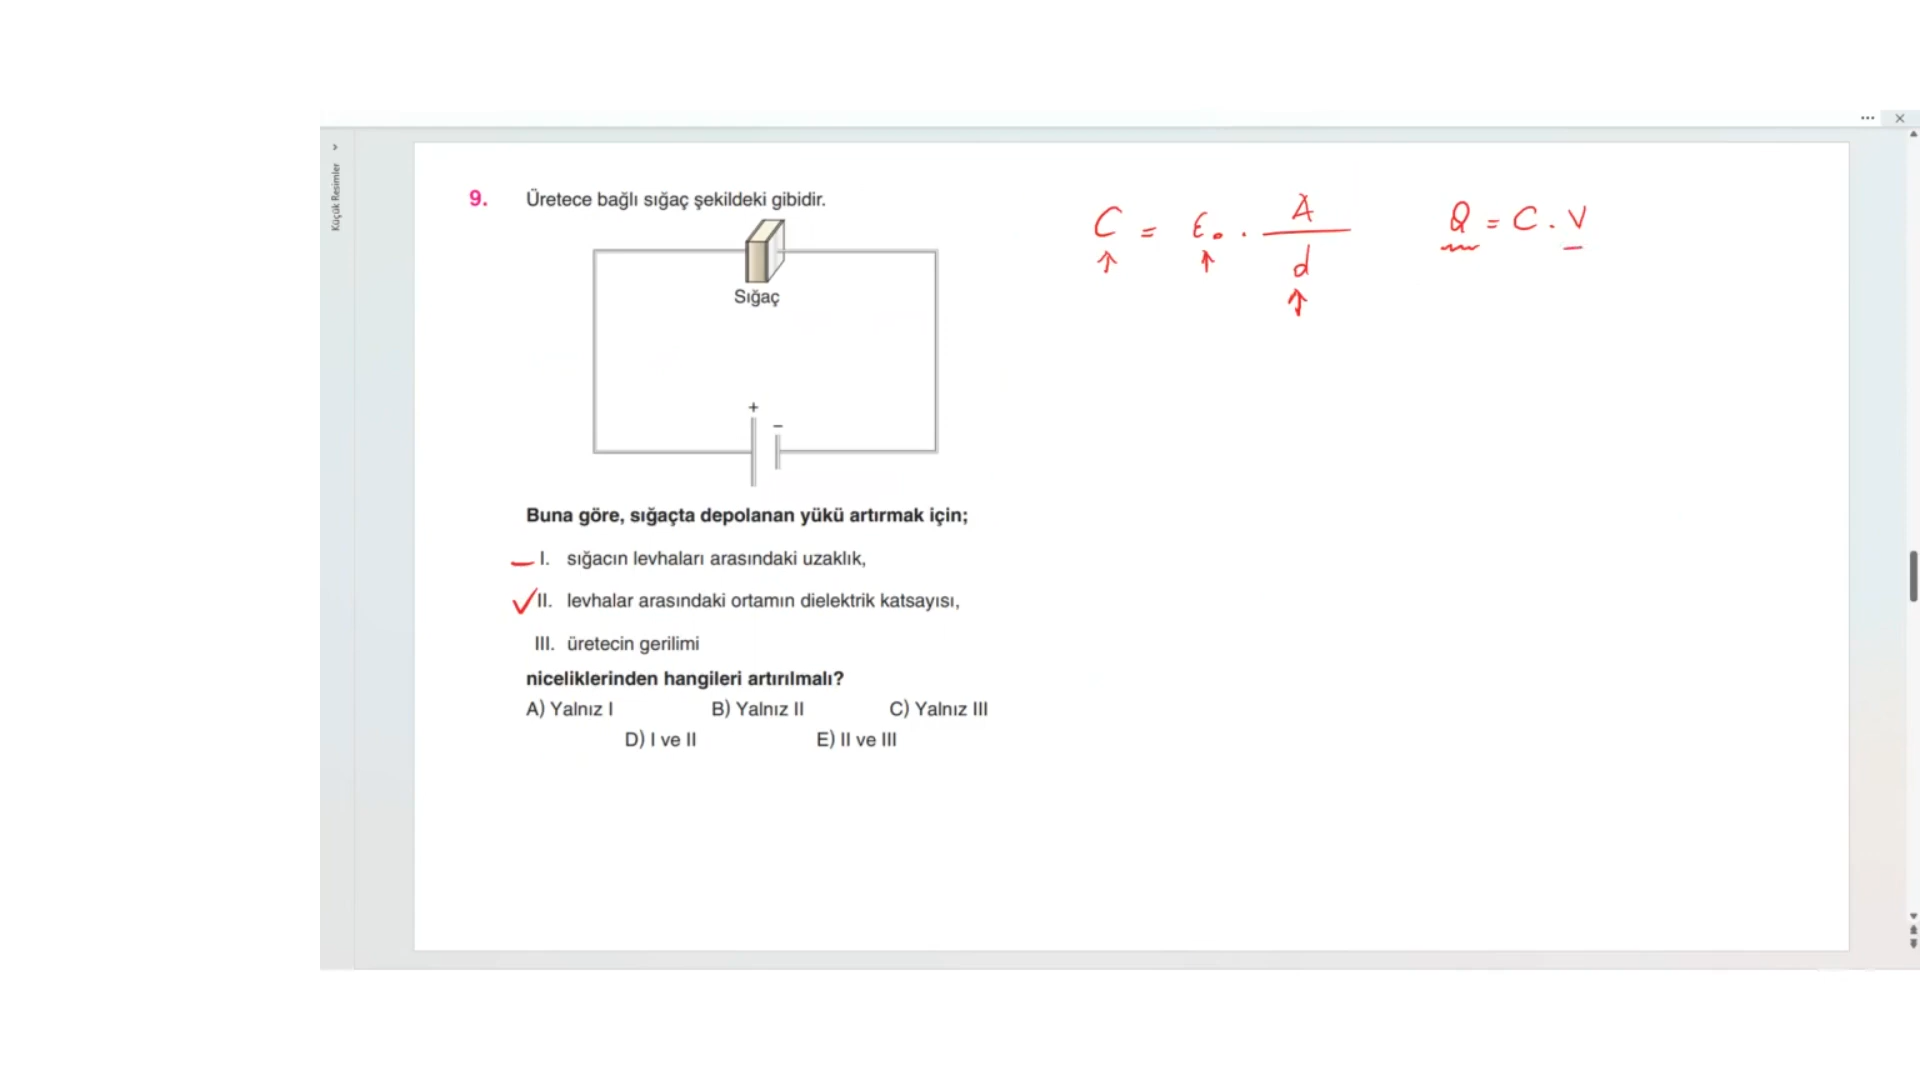 Küçük Resimler
9. Üretece bağlı sığaç şekildeki gibidir.
Sığaç
+
−
C = ε₀ . A / d
Q = C . V
Buna göre, sığaçta depolanan yükü artırmak için;
I. sığacın levhaları arasındaki uzaklık,
II. levhalar arasındaki ortamın dielektrik katsayısı,
III. üretecin gerilimi
niceliklerinden hangileri artırılmalı?
A) Yalnız I B) Yalnız II C) Yalnız III
D) I ve II E) II ve III